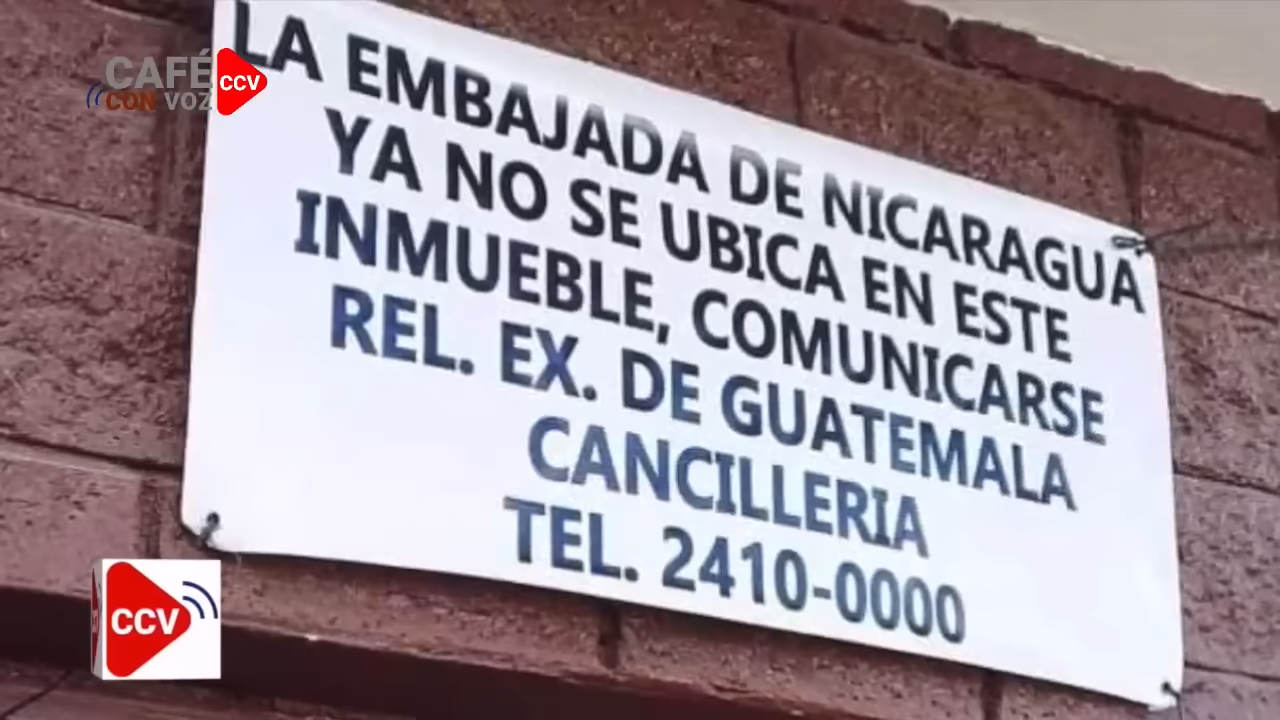 CAFÉ
CON VOZ
CCV
LA EMBAJADA DE NICARAGUA
YA NO SE UBICA EN ESTE
INMUEBLE, COMUNICARSE
REL. EX. DE GUATEMALA
CANCILLERIA
TEL. 2410-0000
CCV